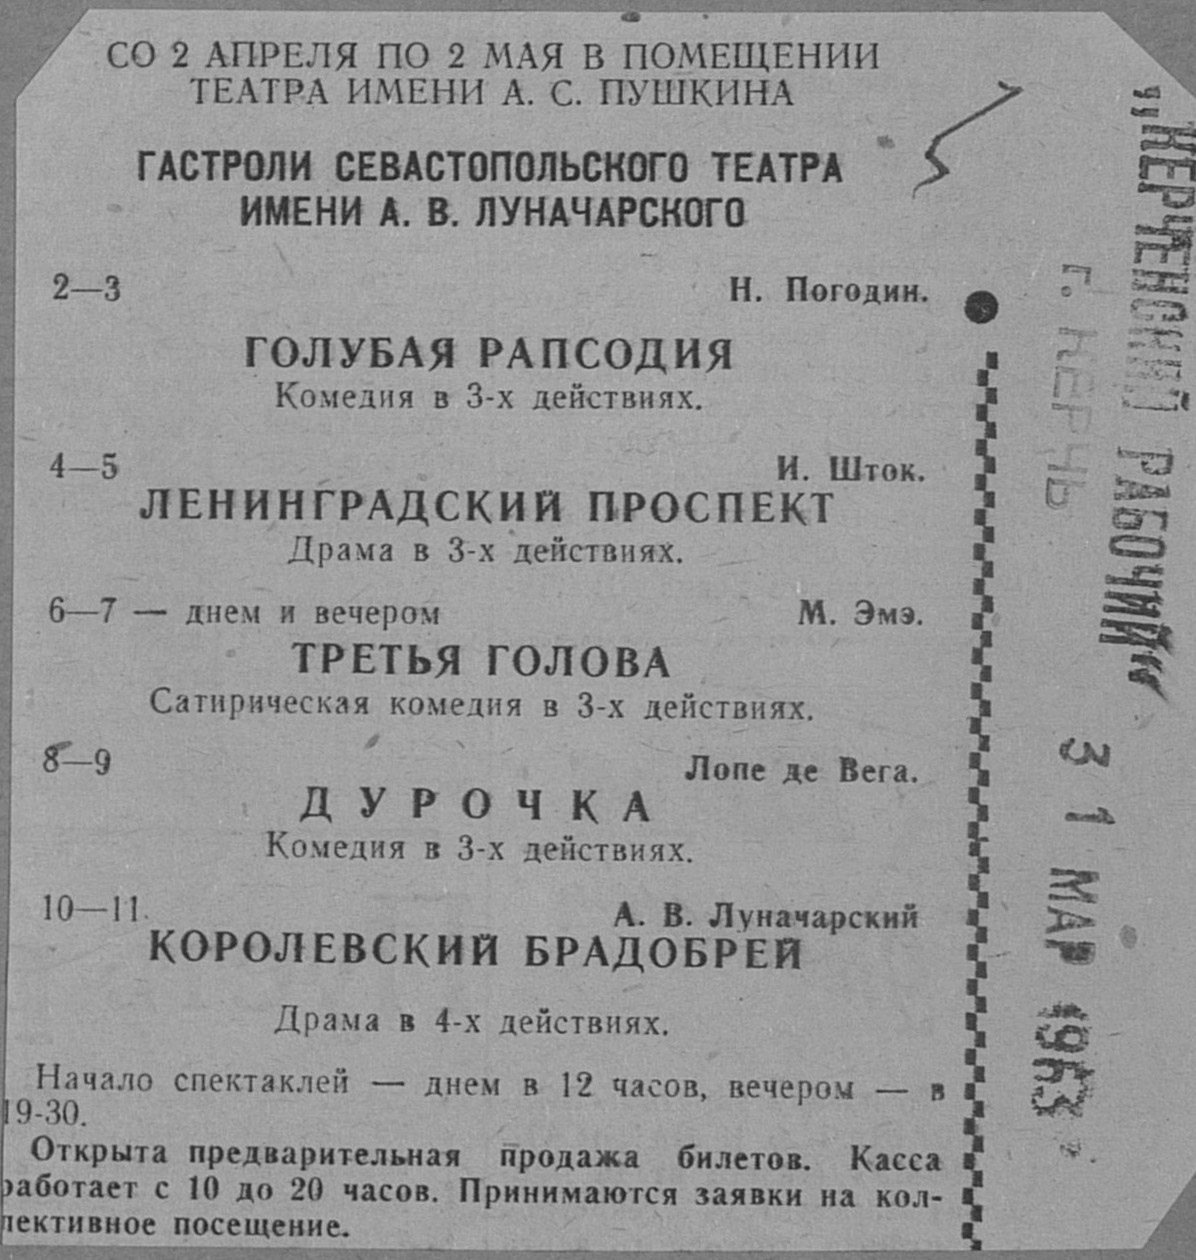 СО 2 АПРЕЛЯ ПО 2 МАЯ В ПОМЕЩЕНИИ
ТЕАТРА ИМЕНИ А. С. ПУШКИНА
ГАСТРОЛИ СЕВАСТОПОЛЬСКОГО ТЕАТРА
ИМЕНИ А. В. ЛУНАЧАРСКОГО
2—3 Н. Погодин.
ГОЛУБАЯ РАПСОДИЯ
Комедия в 3-х действиях.
4—5 И. Шток.
ЛЕНИНГРАДСКИЙ ПРОСПЕКТ
Драма в 3-х действиях.
6—7 — днем и вечером М. Эмэ.
ТРЕТЬЯ ГОЛОВА
Сатирическая комедия в 3-х действиях.
8—9 Лопе де Вега.
ДУРОЧКА
Комедия в 3-х действиях.
10—11. А. В. Луначарский
КОРОЛЕВСКИЙ БРАДОБРЕЙ
Драма в 4-х действиях.
Начало спектаклей — днем в 12 часов, вечером — в
19-30.
Открыта предварительная продажа билетов. Касса
работает с 10 до 20 часов. Принимаются заявки на кол-
лективное посещение.
„КЕРЧЕНСКИЙ РАБОЧИЙ“
г. КЕРЧЬ
31 МАР 1963